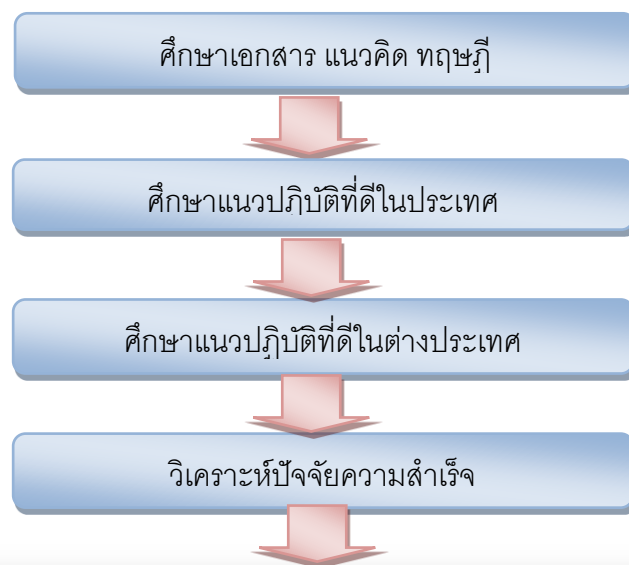 ศึกษาเอกสาร แนวคิด ทฤษฎี
ศึกษาแนวปฏิบัติที่ดีในประเทศ
ศึกษาแนวปฏิบัติที่ดีในต่างประเทศ
วิเคราะห์ปัจจัยความสำเร็จ